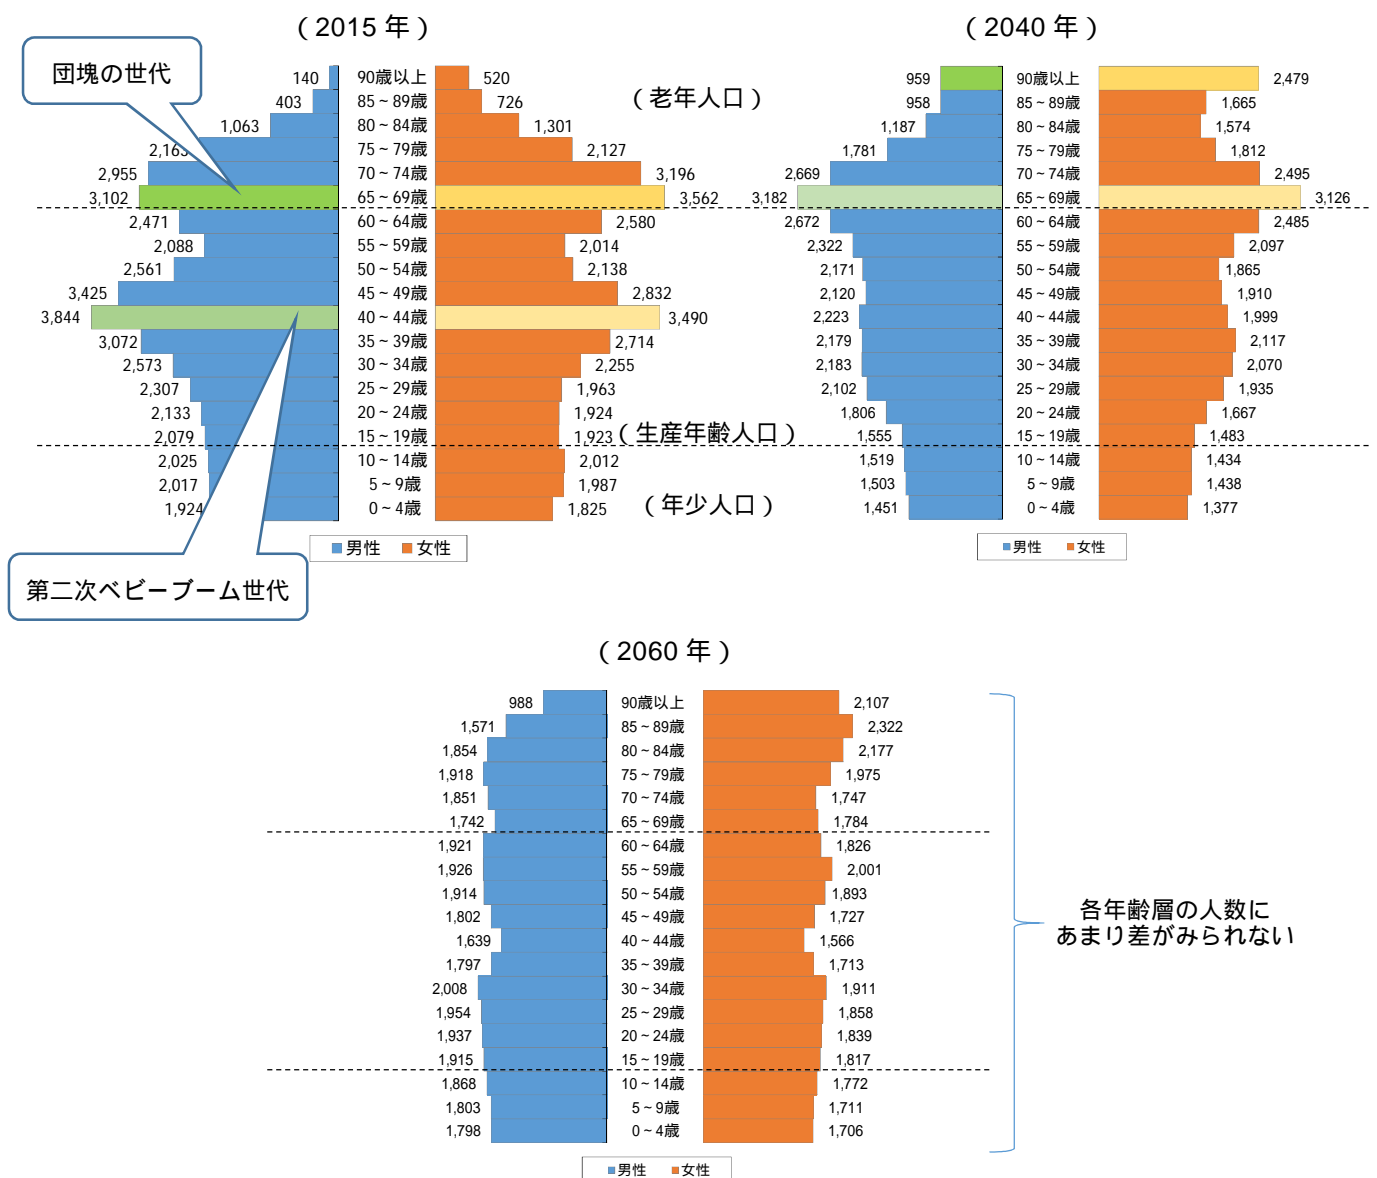 （2015 年）
（2040 年）
団塊の世代
140 90歳以上 520
403 85～89歳 726
1,063 80～84歳 1,301
75～79歳 2,127
2,955 70～74歳 3,196
3,102 65～69歳 3,562
2,471 60～64歳 2,580
2,088 55～59歳 2,014
2,561 50～54歳 2,138
3,425 45～49歳 2,832
3,844 40～44歳 3,490
3,072 35～39歳 2,714
2,573 30～34歳 2,255
2,307 25～29歳 1,963
2,133 20～24歳 1,924
2,079 15～19歳 1,923
2,025 10～14歳 2,012
2,017 5～9歳 1,987
1,924 0～4歳 1,825
■男性 ■女性
第二次ベビーブーム世代
（老年人口）
（生産年齢人口）
（年少人口）
959 90歳以上 2,479
958 85～89歳 1,665
1,187 80～84歳 1,574
1,781 75～79歳 1,812
2,669 70～74歳 2,495
3,182 65～69歳 3,126
2,672 60～64歳 2,485
2,322 55～59歳 2,097
2,171 50～54歳 1,865
2,120 45～49歳 1,910
2,223 40～44歳 1,999
2,179 35～39歳 2,117
2,183 30～34歳 2,070
2,102 25～29歳 1,935
1,806 20～24歳 1,667
1,555 15～19歳 1,483
1,519 10～14歳 1,434
1,503 5～9歳 1,438
1,451 0～4歳 1,377
■男性 ■女性
（2060 年）
988 90歳以上 2,107
1,571 85～89歳 2,322
1,854 80～84歳 2,177
1,918 75～79歳 1,975
1,851 70～74歳 1,747
1,742 65～69歳 1,784
1,921 60～64歳 1,826
1,926 55～59歳 2,001
1,914 50～54歳 1,893
1,802 45～49歳 1,727
1,639 40～44歳 1,566
1,797 35～39歳 1,713
2,008 30～34歳 1,911
1,954 25～29歳 1,858
1,937 20～24歳 1,839
1,915 15～19歳 1,817
1,868 10～14歳 1,772
1,803 5～9歳 1,711
1,798 0～4歳 1,706
■男性 ■女性
各年齢層の人数に
あまり差がみられない